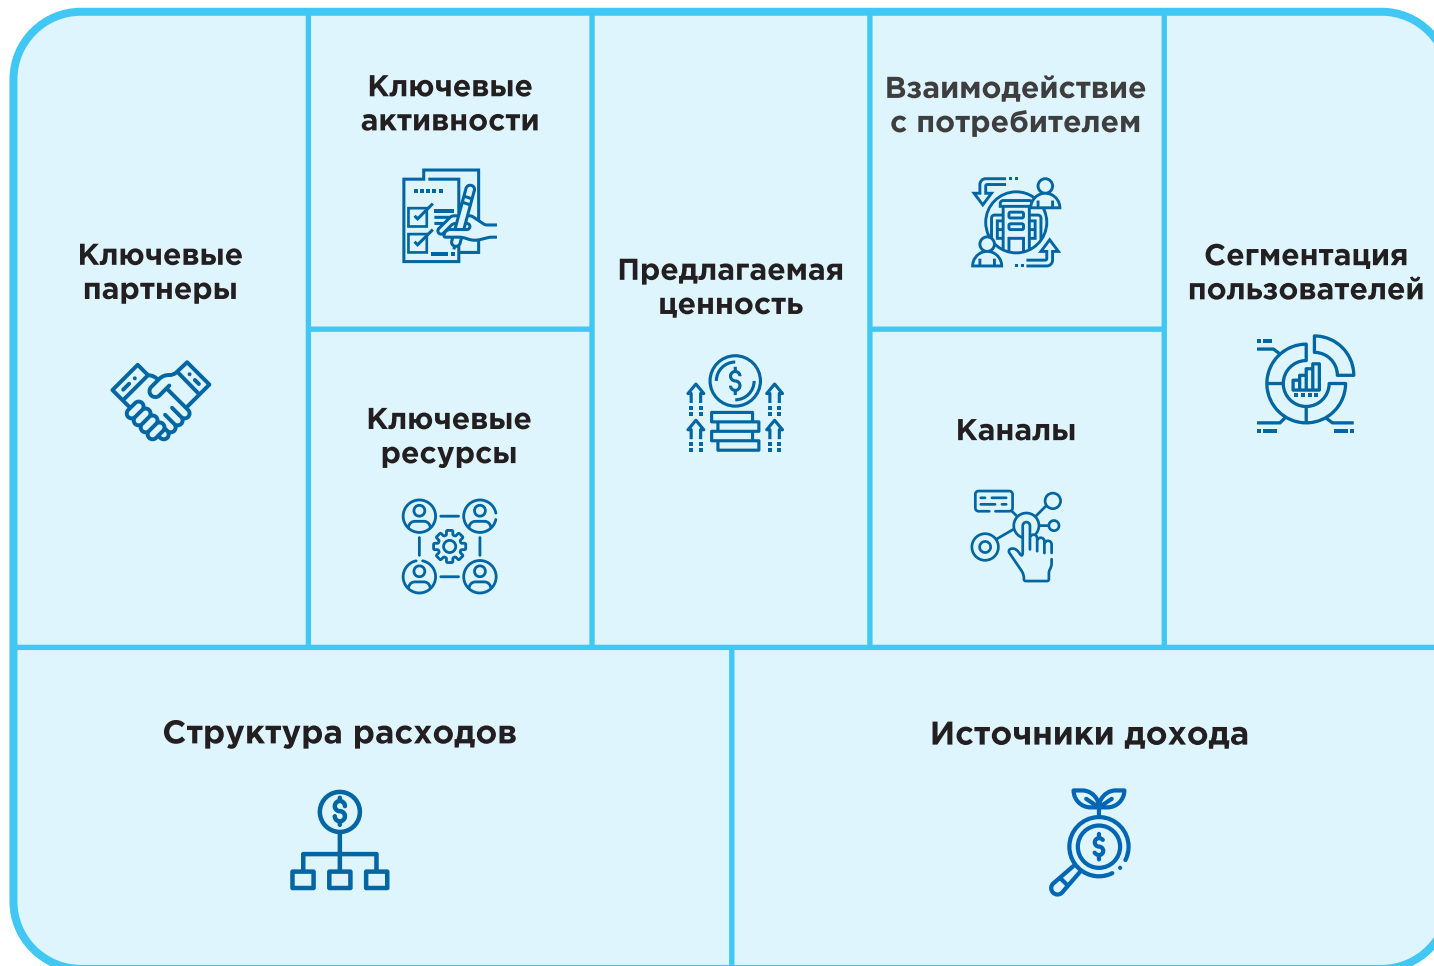 Ключевые
партнеры
Ключевые
активности
Ключевые
ресурсы
Предлагаемая
ценность
Взаимодействие
с потребителем
Каналы
Сегментация
пользователей
Структура расходов
Источники дохода